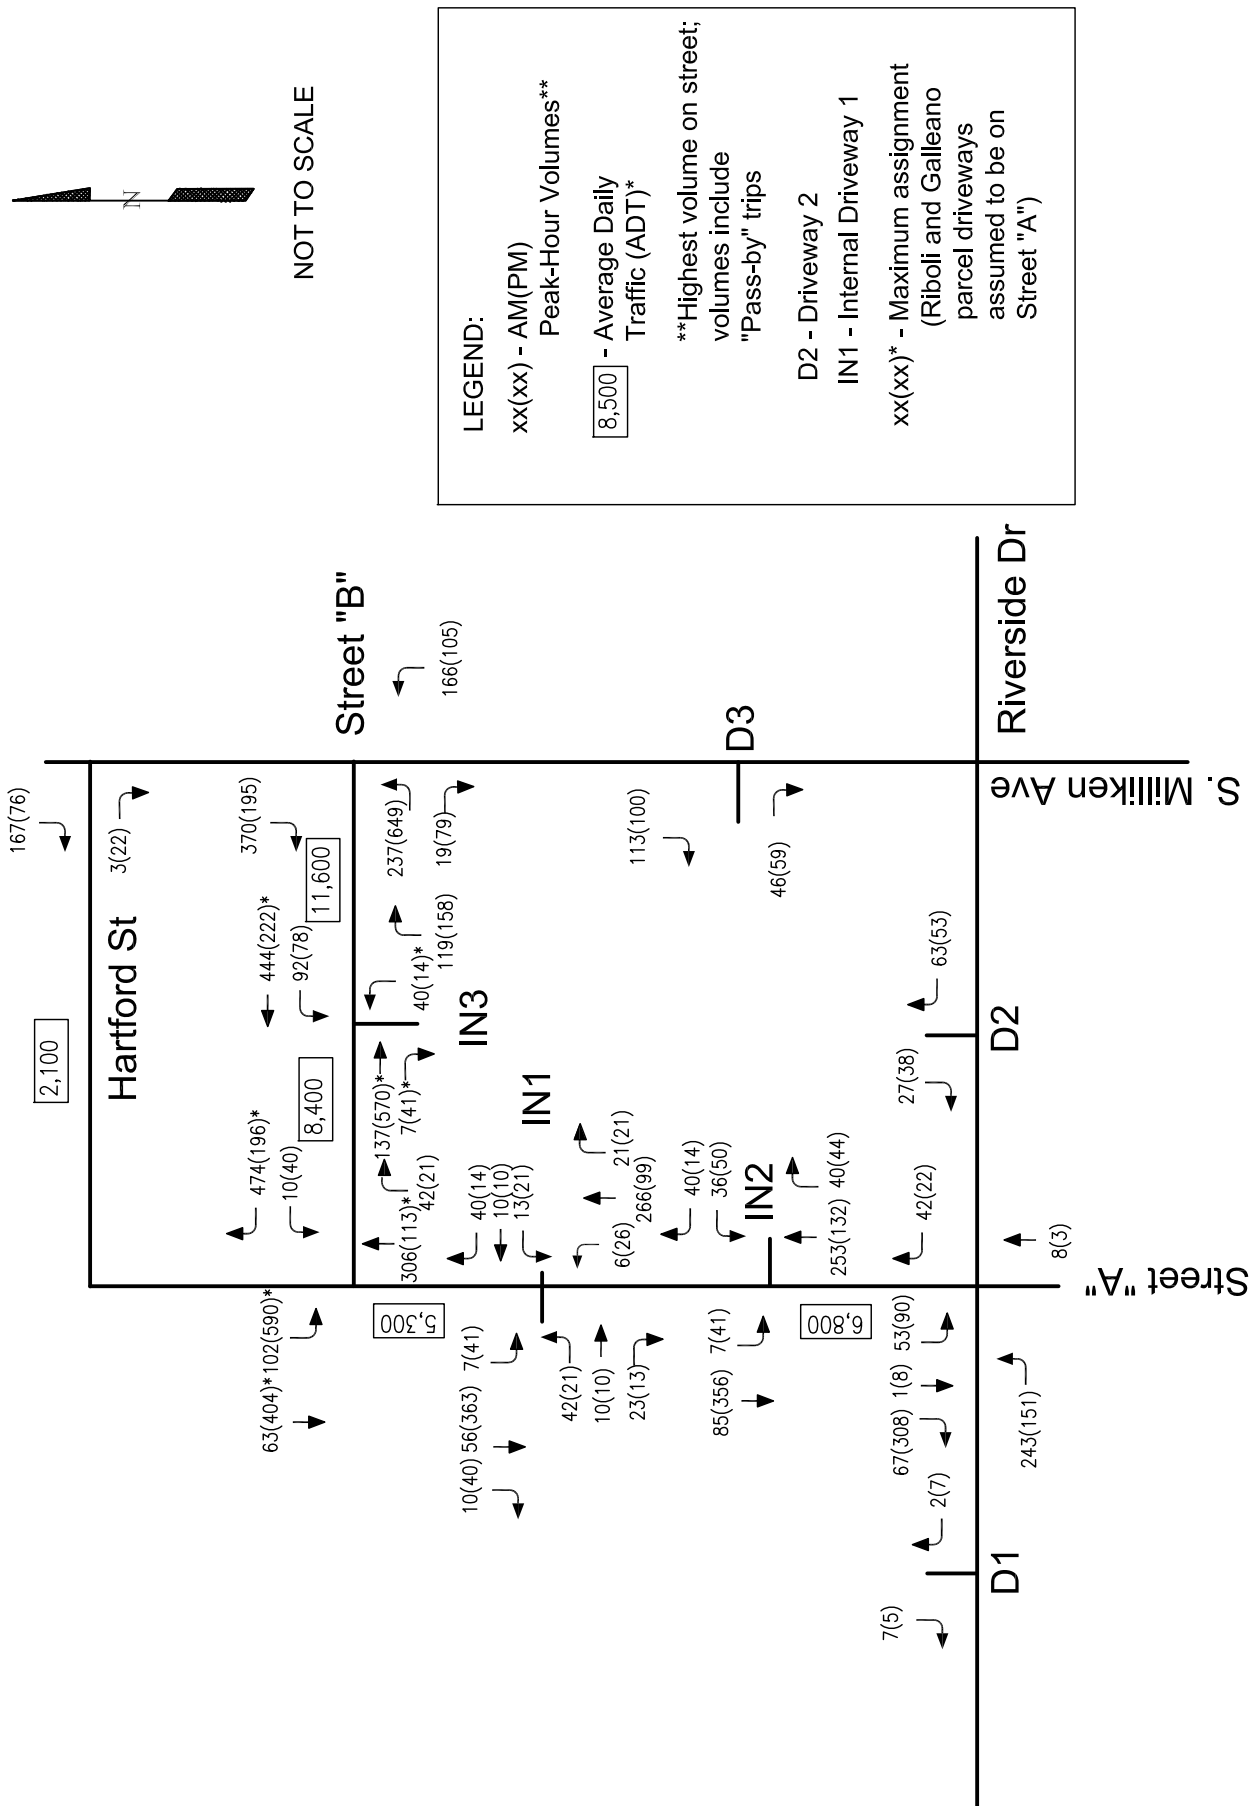 NOT TO SCALE
N
LEGEND:
xx(xx) - AM(PM)
Peak-Hour Volumes**
8,500 - Average Daily
Traffic (ADT)*
**Highest volume on street;
volumes include
"Pass-by" trips
D2 - Driveway 2
IN1 - Internal Driveway 1
xx(xx)* - Maximum assignment
(Riboli and Galleano
parcel driveways
assumed to be on
Street "A")
167(76)
2,100
Hartford St
3(22)
474(196)*
10(40)
444(222)*
92(78)
370(195)
8,400
11,600
Street "B"
63(404)*
102(590)*
306(113)*
42(21)
137(570)*
7(41)*
40(14)*
119(158)
237(649)
19(79)
166(105)
5,300
IN3
10(40)
56(363)
7(41)
40(14)
10(10)
13(21)
IN1
42(21)
10(10)
23(13)
6(26)
266(99)
21(21)
113(100)
D3
85(356)
7(41)
40(14)
36(50)
IN2
46(59)
6,800
253(132)
40(44)
7(5)
2(7)
67(308)
1(8)
53(90)
42(22)
27(38)
63(53)
D1
D2
Riverside Dr
243(151)
8(3)
Street "A"
S. Milliken Ave